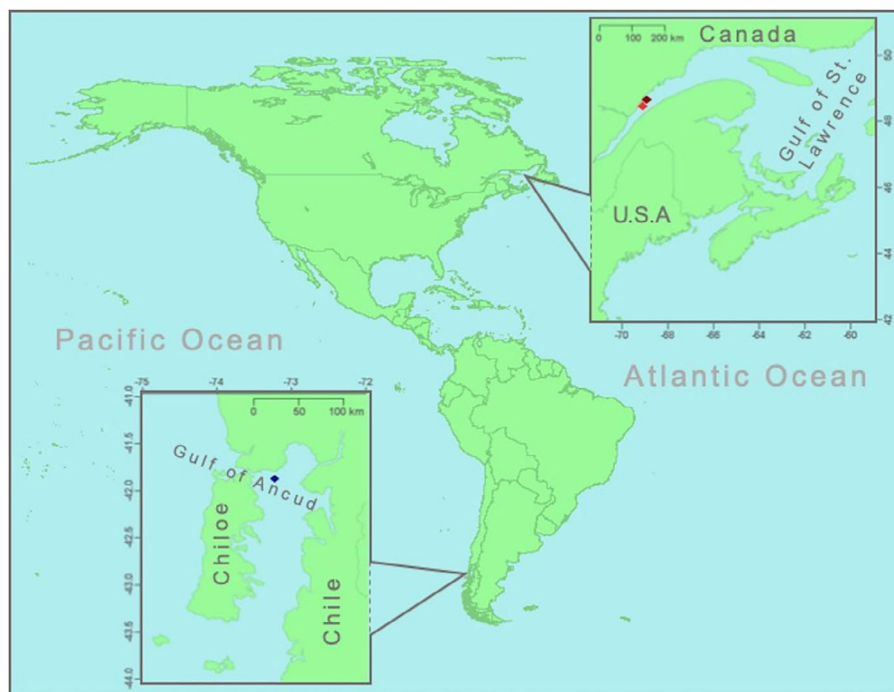 Canada
0 100 200 km
50
48
46
44
42
Gulf of St.
Lawrence
U.S.A
-70 -68 -66 -64 -62 -60
Pacific Ocean
Atlantic Ocean
-75 -74 -73 -72
0 50 100 km
-41.0
-41.5
-42.0
-42.5
-43.0
-43.5
-44.0
Gulf of Ancud
Chiloe
Chile